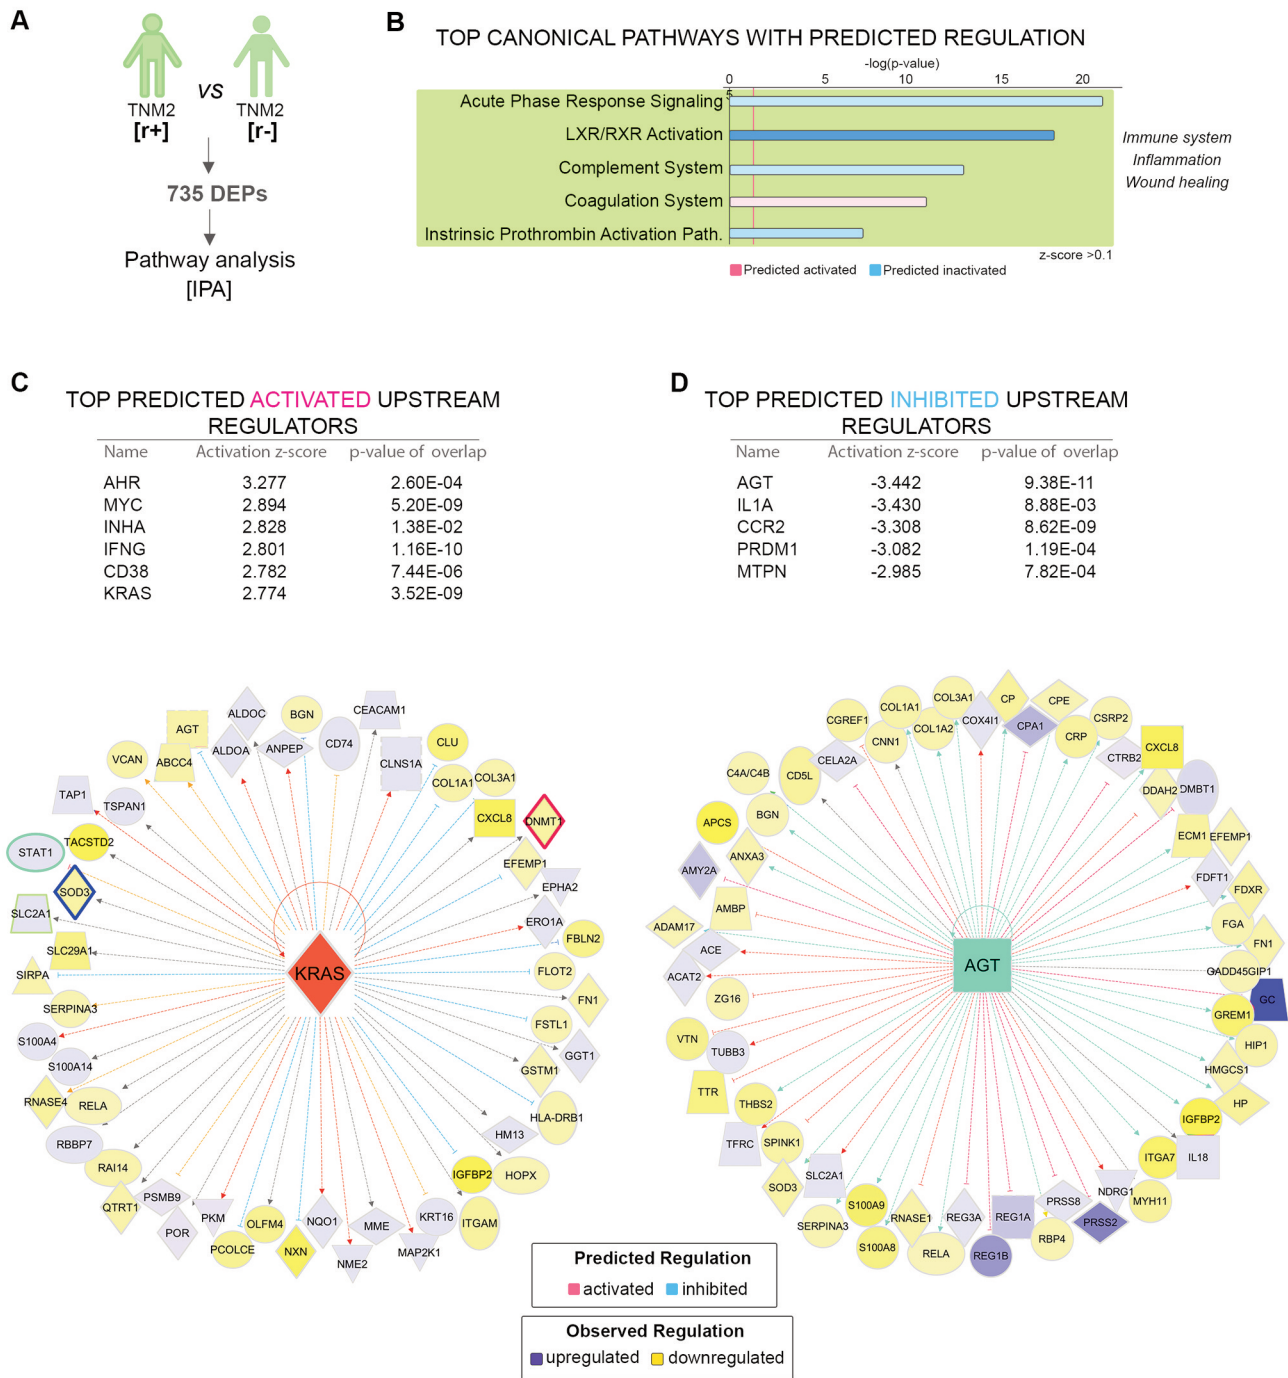 A
TNM2
[r+]
vs
TNM2
[r-]
735 DEPs
Pathway analysis
[IPA]
B
TOP CANONICAL PATHWAYS WITH PREDICTED REGULATION
-log(p-value)
0 5 10 15 20
5
Acute Phase Response Signaling
LXR/RXR Activation
Complement System
Coagulation System
Instrinsic Prothrombin Activation Path.
Immune system
Inflammation
Wound healing
z-score >0.1
Predicted activated Predicted inactivated
C
TOP PREDICTED ACTIVATED UPSTREAM
REGULATORS
Name Activation z-score p-value of overlap
AHR 3.277 2.60E-04
MYC 2.894 5.20E-09
INHA 2.828 1.38E-02
IFNG 2.801 1.16E-10
CD38 2.782 7.44E-06
KRAS 2.774 3.52E-09
D
TOP PREDICTED INHIBITED UPSTREAM
REGULATORS
Name Activation z-score p-value of overlap
AGT -3.442 9.38E-11
IL1A -3.430 8.88E-03
CCR2 -3.308 8.62E-09
PRDM1 -3.082 1.19E-04
MTPN -2.985 7.82E-04
KRAS
AGT
ABCC4
VCAN
ALDOC
ALDOA
ANPEP
BGN
CD74
CEACAM1
CLNS1A
CLU
COL1A1
COL3A1
CXCL8
DNMT1
EFEMP1
EPHA2
ERO1A
FBLN2
FLOT2
FN1
FSTL1
GGT1
GSTM1
HLA-DRB1
HM13
HOPX
IGFBP2
ITGAM
KRT16
MAP2K1
MME
NME2
NQO1
NXN
OLFM4
PCOLCE
PKM
POR
PSMB9
QTRT1
RAI14
RBBP7
RELA
RNASE4
S100A14
S100A4
SERPINA3
SIRPA
SLC29A1
SLC2A1
SOD3
STAT1
TACSTD2
TSPAN1
TAP1
AGT
CGREF1
COL1A1
CNN1
COL1A2
COL3A1
COX4I1
CP
CPA1
CPE
CRP
CSRP2
CTRB2
CXCL8
DDAH2
DMBT1
ECM1
EFEMP1
FDFT1
FDXR
FGA
FN1
GADD45GIP1
GC
GREM1
HIP1
HMGCS1
HP
IGFBP2
IL18
ITGA7
MYH11
NDRG1
PRSS2
PRSS8
RBP4
REG1A
REG1B
REG3A
RELA
RNASE1
S100A8
S100A9
SERPINA3
SLC2A1
SOD3
SPINK1
TFRC
THBS2
TTR
TUBB3
VTN
ZG16
ACAT2
ACE
ADAM17
AMBP
AMY2A
ANXA3
APCS
BGN
C4A/C4B
CD5L
CELA2A
Predicted Regulation
activated inhibited
Observed Regulation
upregulated downregulated